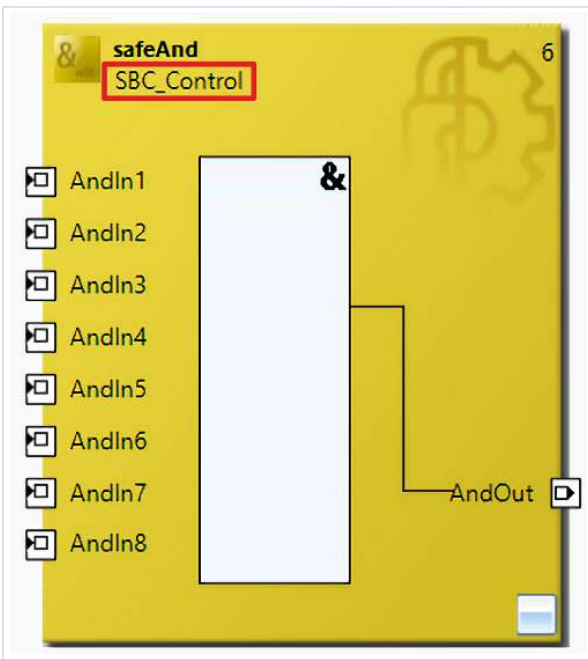 & safeAnd 6
SBC_Control
&
AndIn1
AndIn2
AndIn3
AndIn4
AndIn5
AndIn6
AndIn7
AndIn8
AndOut